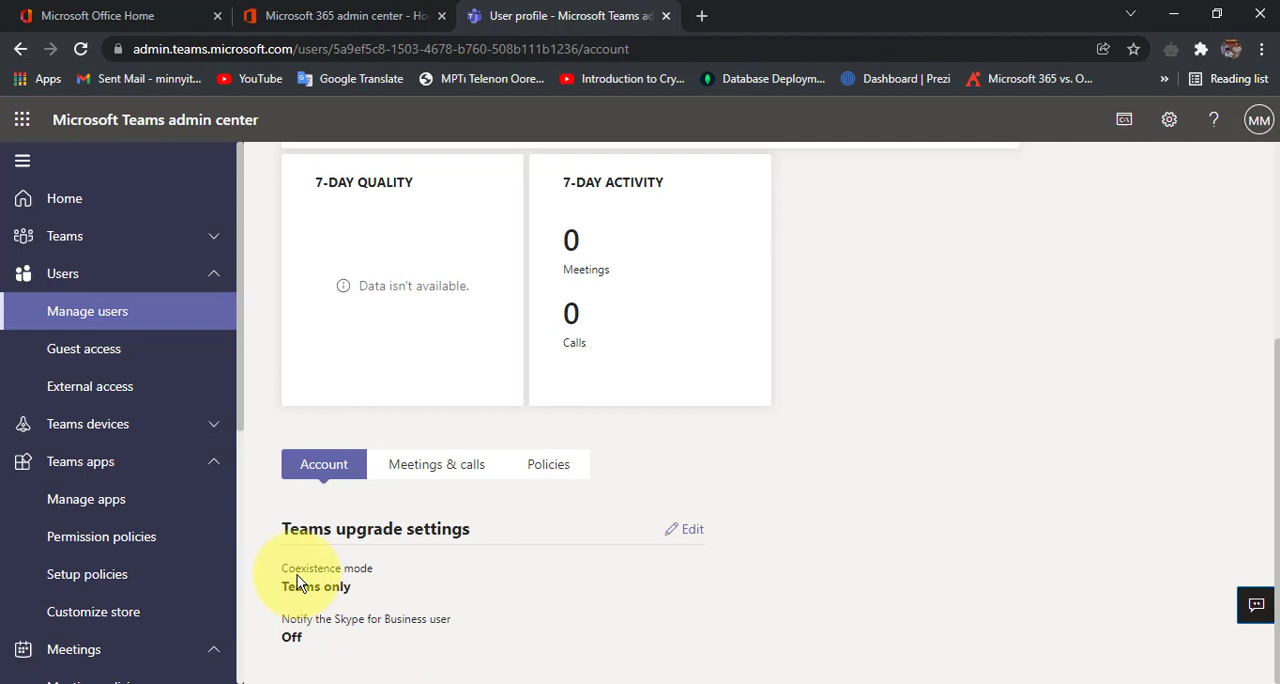 Microsoft Office Home
Microsoft 365 admin center - Ho
User profile - Microsoft Teams ad
admin.teams.microsoft.com/users/5a9ef5c8-1503-4678-b760-508b111b1236/account
Apps
Sent Mail - minnyit...
YouTube
Google Translate
MPTi Telenon Oore...
Introduction to Cry...
Database Deploym...
Dashboard | Prezi
Microsoft 365 vs. O...
»
Reading list
Microsoft Teams admin center
MM
Home
Teams
Users
Manage users
Guest access
External access
Teams devices
Teams apps
Manage apps
Permission policies
Setup policies
Customize store
Meetings
7-DAY QUALITY
Data isn't available.
7-DAY ACTIVITY
0
Meetings
0
Calls
Account
Meetings & calls
Policies
Teams upgrade settings
Edit
Coexistence mode
Teams only
Notify the Skype for Business user
Off